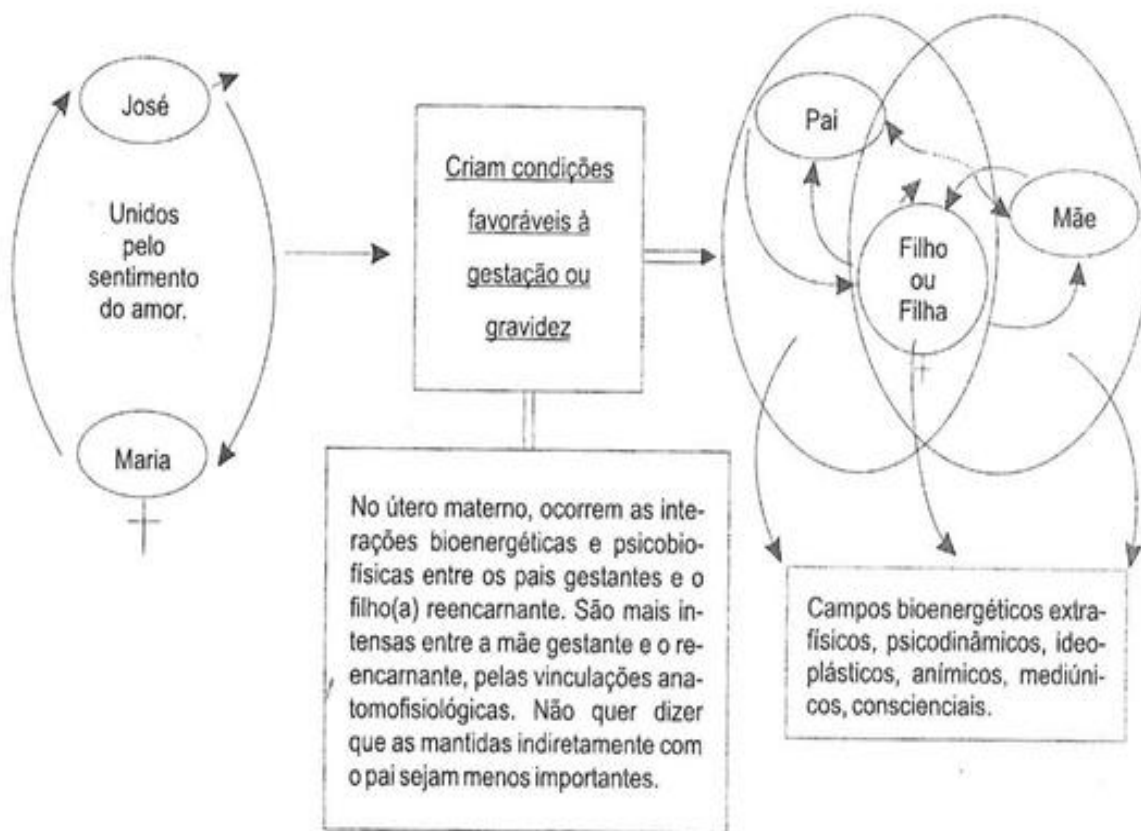 José
Unidos
pelo
sentimento
do amor.
Maria
Criam condições
favoráveis à
gestação ou
gravidez
No útero materno, ocorrem as inte-
rações bioenergéticas e psicobio-
físicas entre os pais gestantes e o
filho(a) reencarnante. São mais in-
tensas entre a mãe gestante e o re-
encarnante, pelas vinculações ana-
tomofisiológicas. Não quer dizer
que as mantidas indiretamente com
o pai sejam menos importantes.
Pai
Mãe
Filho
ou
Filha
Campos bioenergéticos extra-
físicos, psicodinâmicos, ideo-
plásticos, anímicos, mediúni-
cos, conscienciais.